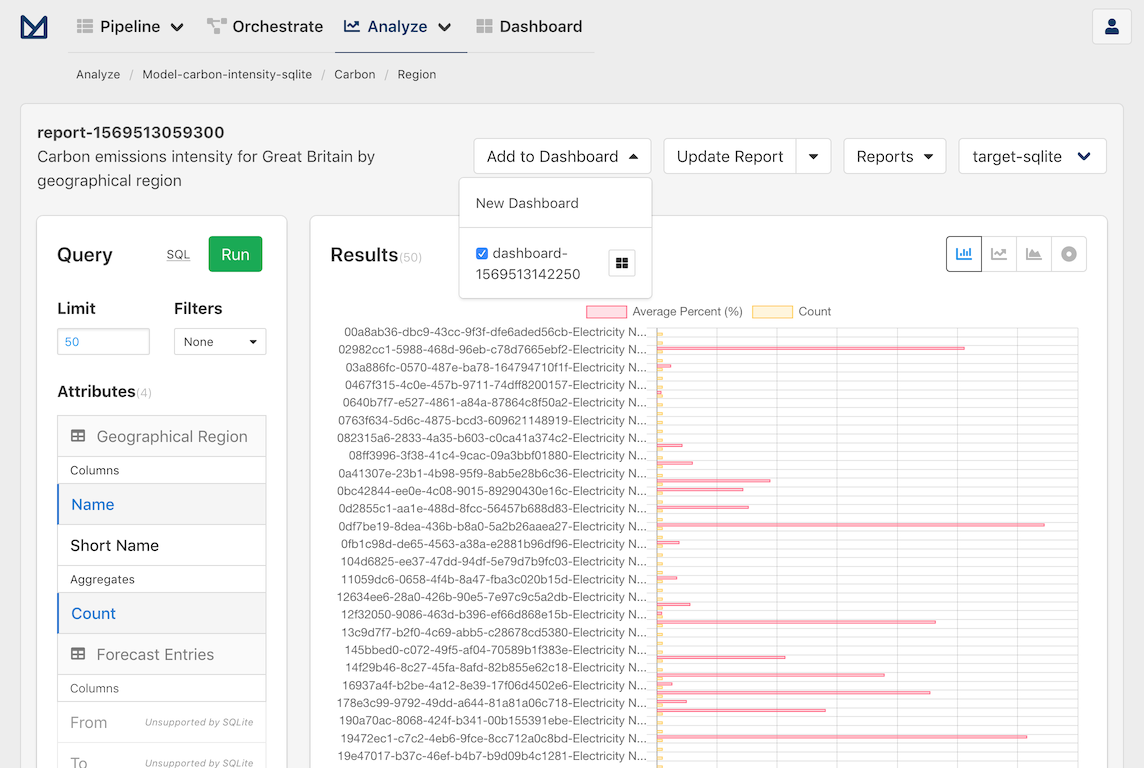 Pipeline Orchestrate Analyze Dashboard
Analyze / Model-carbon-intensity-sqlite / Carbon / Region
report-1569513059300
Carbon emissions intensity for Great Britain by
geographical region
Add to Dashboard
Update Report
Reports
target-sqlite
New Dashboard
dashboard-
1569513142250
Query
SQL
Run
Limit
Filters
50
None
Attributes(4)
Geographical Region
Columns
Name
Short Name
Aggregates
Count
Forecast Entries
Columns
From Unsupported by SQLite
To Unsupported by SQLite
Results(50)
Average Percent (%) Count
00a8ab36-dbc9-43cc-9f3f-dfe6aded56cb-Electricity N...
02982cc1-5988-468d-96eb-c78d7665ebf2-Electricity N...
03a886fc-0570-487e-ba78-164794710f1f-Electricity N...
0467f315-4c0e-457b-9711-74dff8200157-Electricity N...
0640b7f7-e527-4861-a84a-87864c8f50a2-Electricity N...
0763f634-5d6c-4875-bcd3-609621148919-Electricity N...
082315a6-2833-4a35-b603-c0ca41a374c2-Electricity N...
08ff3996-3f38-41c4-9cac-09a3bbf01880-Electricity N...
0a41307e-23b1-4b98-95f9-8ab5e28b6c36-Electricity N...
0bc42844-ee0e-4c08-9015-89290430e16c-Electricity N...
0d2855c1-aa1e-488d-8fcc-56457b688d83-Electricity N...
0df7be19-8dea-436b-b8a0-5a2b26aaea27-Electricity N...
0fb1c98d-de65-4563-a38a-e2881b96df96-Electricity N...
104d6825-ee37-47dd-94df-5e79d7b9fc03-Electricity N...
11059dc6-0658-4f4b-8a47-fba3c020b15d-Electricity N...
12634ee6-28a0-426b-90e5-7e97c9c5a2db-Electricity N...
12f32050-9086-463d-b396-ef66d868e15b-Electricity N...
13c9d7f7-b2f0-4c69-abb5-c28678cd5380-Electricity N...
145bbed0-c072-49f5-af04-70589b1f383e-Electricity N...
14f29b46-8c27-45fa-8afd-82b855e62c18-Electricity N...
16937a4f-b2be-4a12-8e39-17f06d4502e6-Electricity N...
178e3c99-9792-49dd-a644-81a81a06c718-Electricity N...
190a70ac-8068-424f-b341-00b155391ebe-Electricity N...
19472ec1-c7c2-4eb6-9fce-8cc712a0c8bd-Electricity N...
19e47017-b37c-46ef-b4b7-b9d09b4c1281-Electricity N...